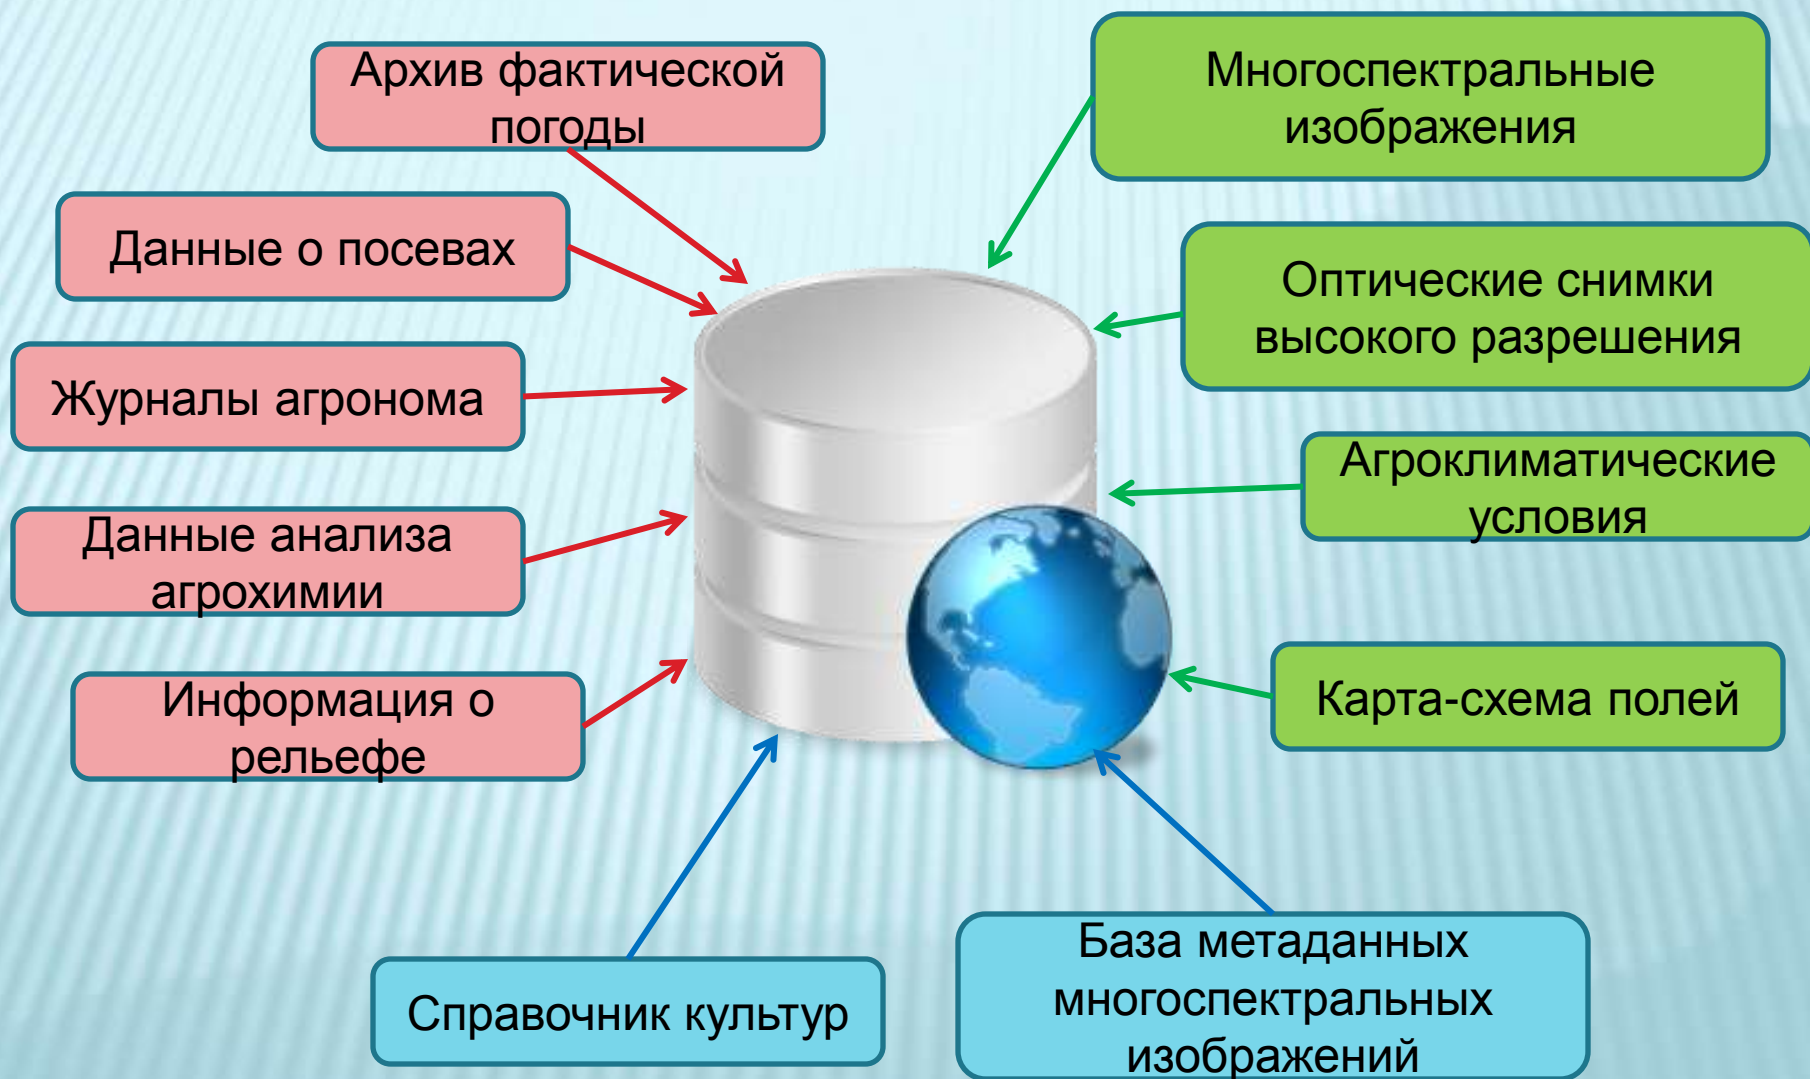 Архив фактической
погоды
Данные о посевах
Журналы агронома
Данные анализа
агрохимии
Информация о
рельефе
Многоспектральные
изображения
Оптические снимки
высокого разрешения
Агроклиматические
условия
Карта-схема полей
Справочник культур
База метаданных
многоспектральных
изображений